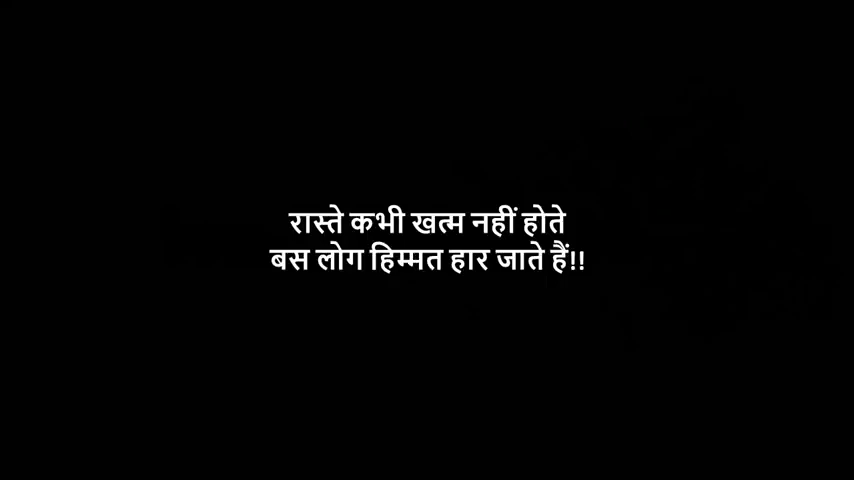 रास्ते कभी खत्म नहीं होते
बस लोग हिम्मत हार जाते हैं!!